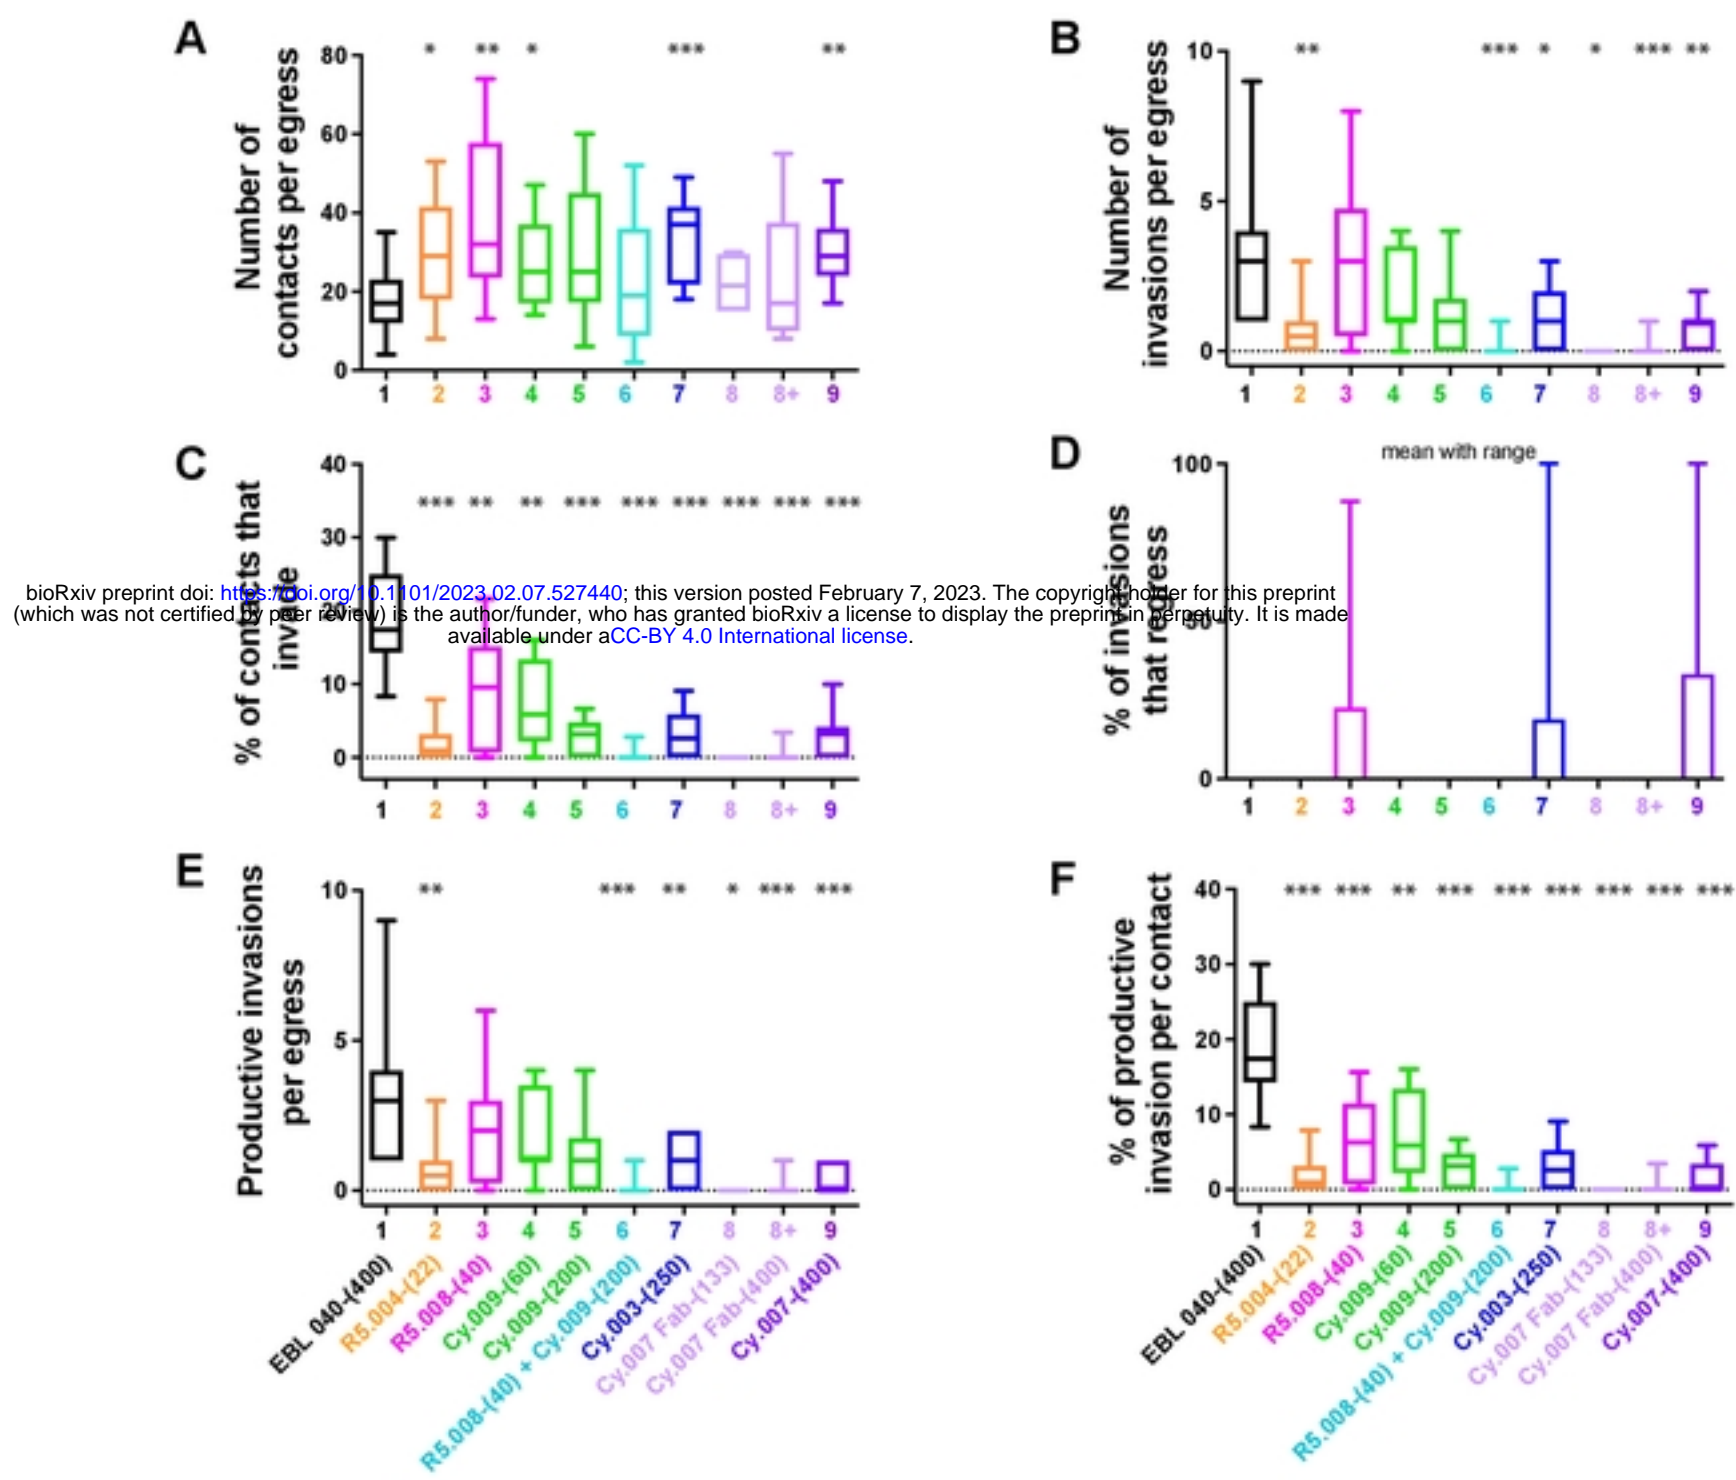 A
Number of
contacts per egress
80
60
40
20
0
* ** * *** **
1 2 3 4 5 6 7 8 8+ 9
B
Number of
invasions per egress
10
5
0
** *** * * *** **
1 2 3 4 5 6 7 8 8+ 9
C
% of contacts that
invade
40
30
20
10
0
*** ** ** *** *** *** *** *** ***
1 2 3 4 5 6 7 8 8+ 9
D
mean with range
% of invasions
that regress
100
50
0
1 2 3 4 5 6 7 8 8+ 9
bioRxiv preprint doi: https://doi.org/10.1101/2023.02.07.527440; this version posted February 7, 2023. The copyright holder for this preprint
(which was not certified by peer review) is the author/funder, who has granted bioRxiv a license to display the preprint in perpetuity. It is made
available under aCC-BY 4.0 International license.
E
Productive invasions
per egress
10
5
0
** *** ** * *** ***
1 2 3 4 5 6 7 8 8+ 9
EBL 040-(400)
R5.004-(22)
R5.008-(40)
Cy.009-(60)
Cy.009-(200)
R5.008-(40) + Cy.009-(200)
Cy.003-(250)
Cy.007 Fab-(133)
Cy.007 Fab-(400)
Cy.007-(400)
F
% of productive
invasion per contact
40
30
20
10
0
*** *** ** *** *** *** *** *** ***
1 2 3 4 5 6 7 8 8+ 9
EBL 040-(400)
R5.004-(22)
R5.008-(40)
Cy.009-(60)
Cy.009-(200)
R5.008-(40) + Cy.009-(200)
Cy.003-(250)
Cy.007 Fab-(133)
Cy.007 Fab-(400)
Cy.007-(400)